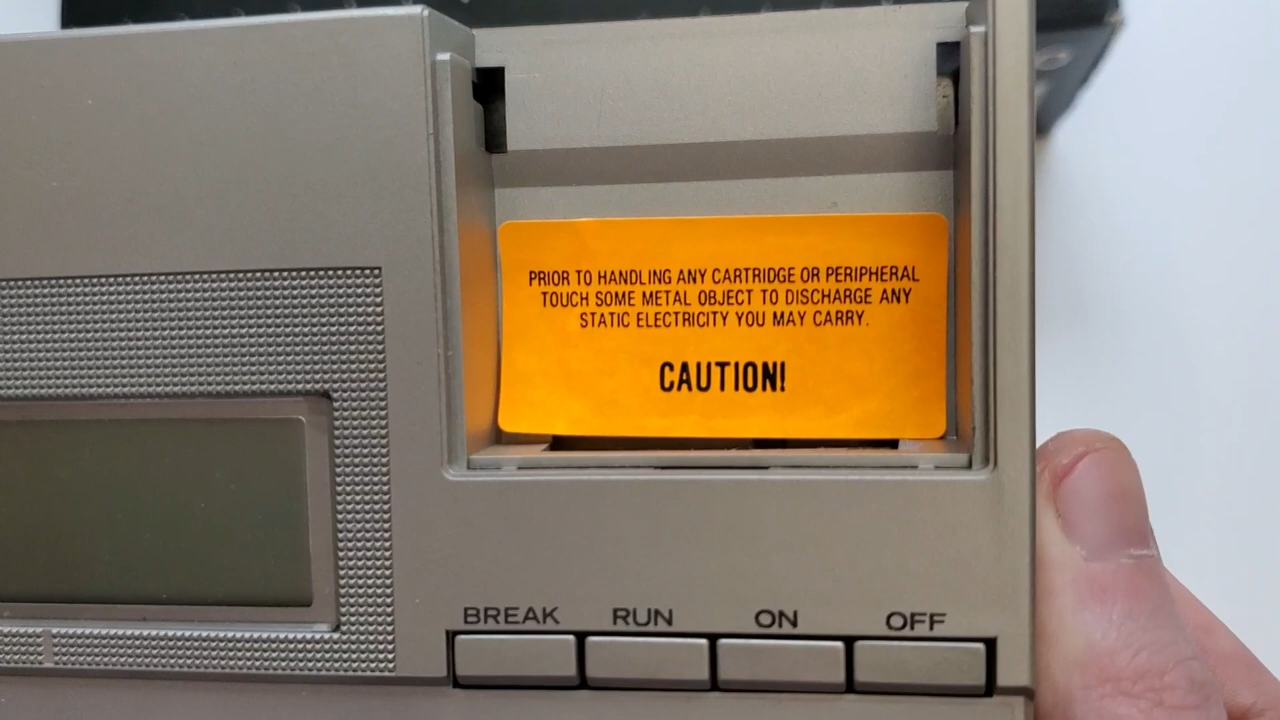 PRIOR TO HANDLING ANY CARTRIDGE OR PERIPHERAL
TOUCH SOME METAL OBJECT TO DISCHARGE ANY
STATIC ELECTRICITY YOU MAY CARRY.
CAUTION!
BREAK RUN ON OFF